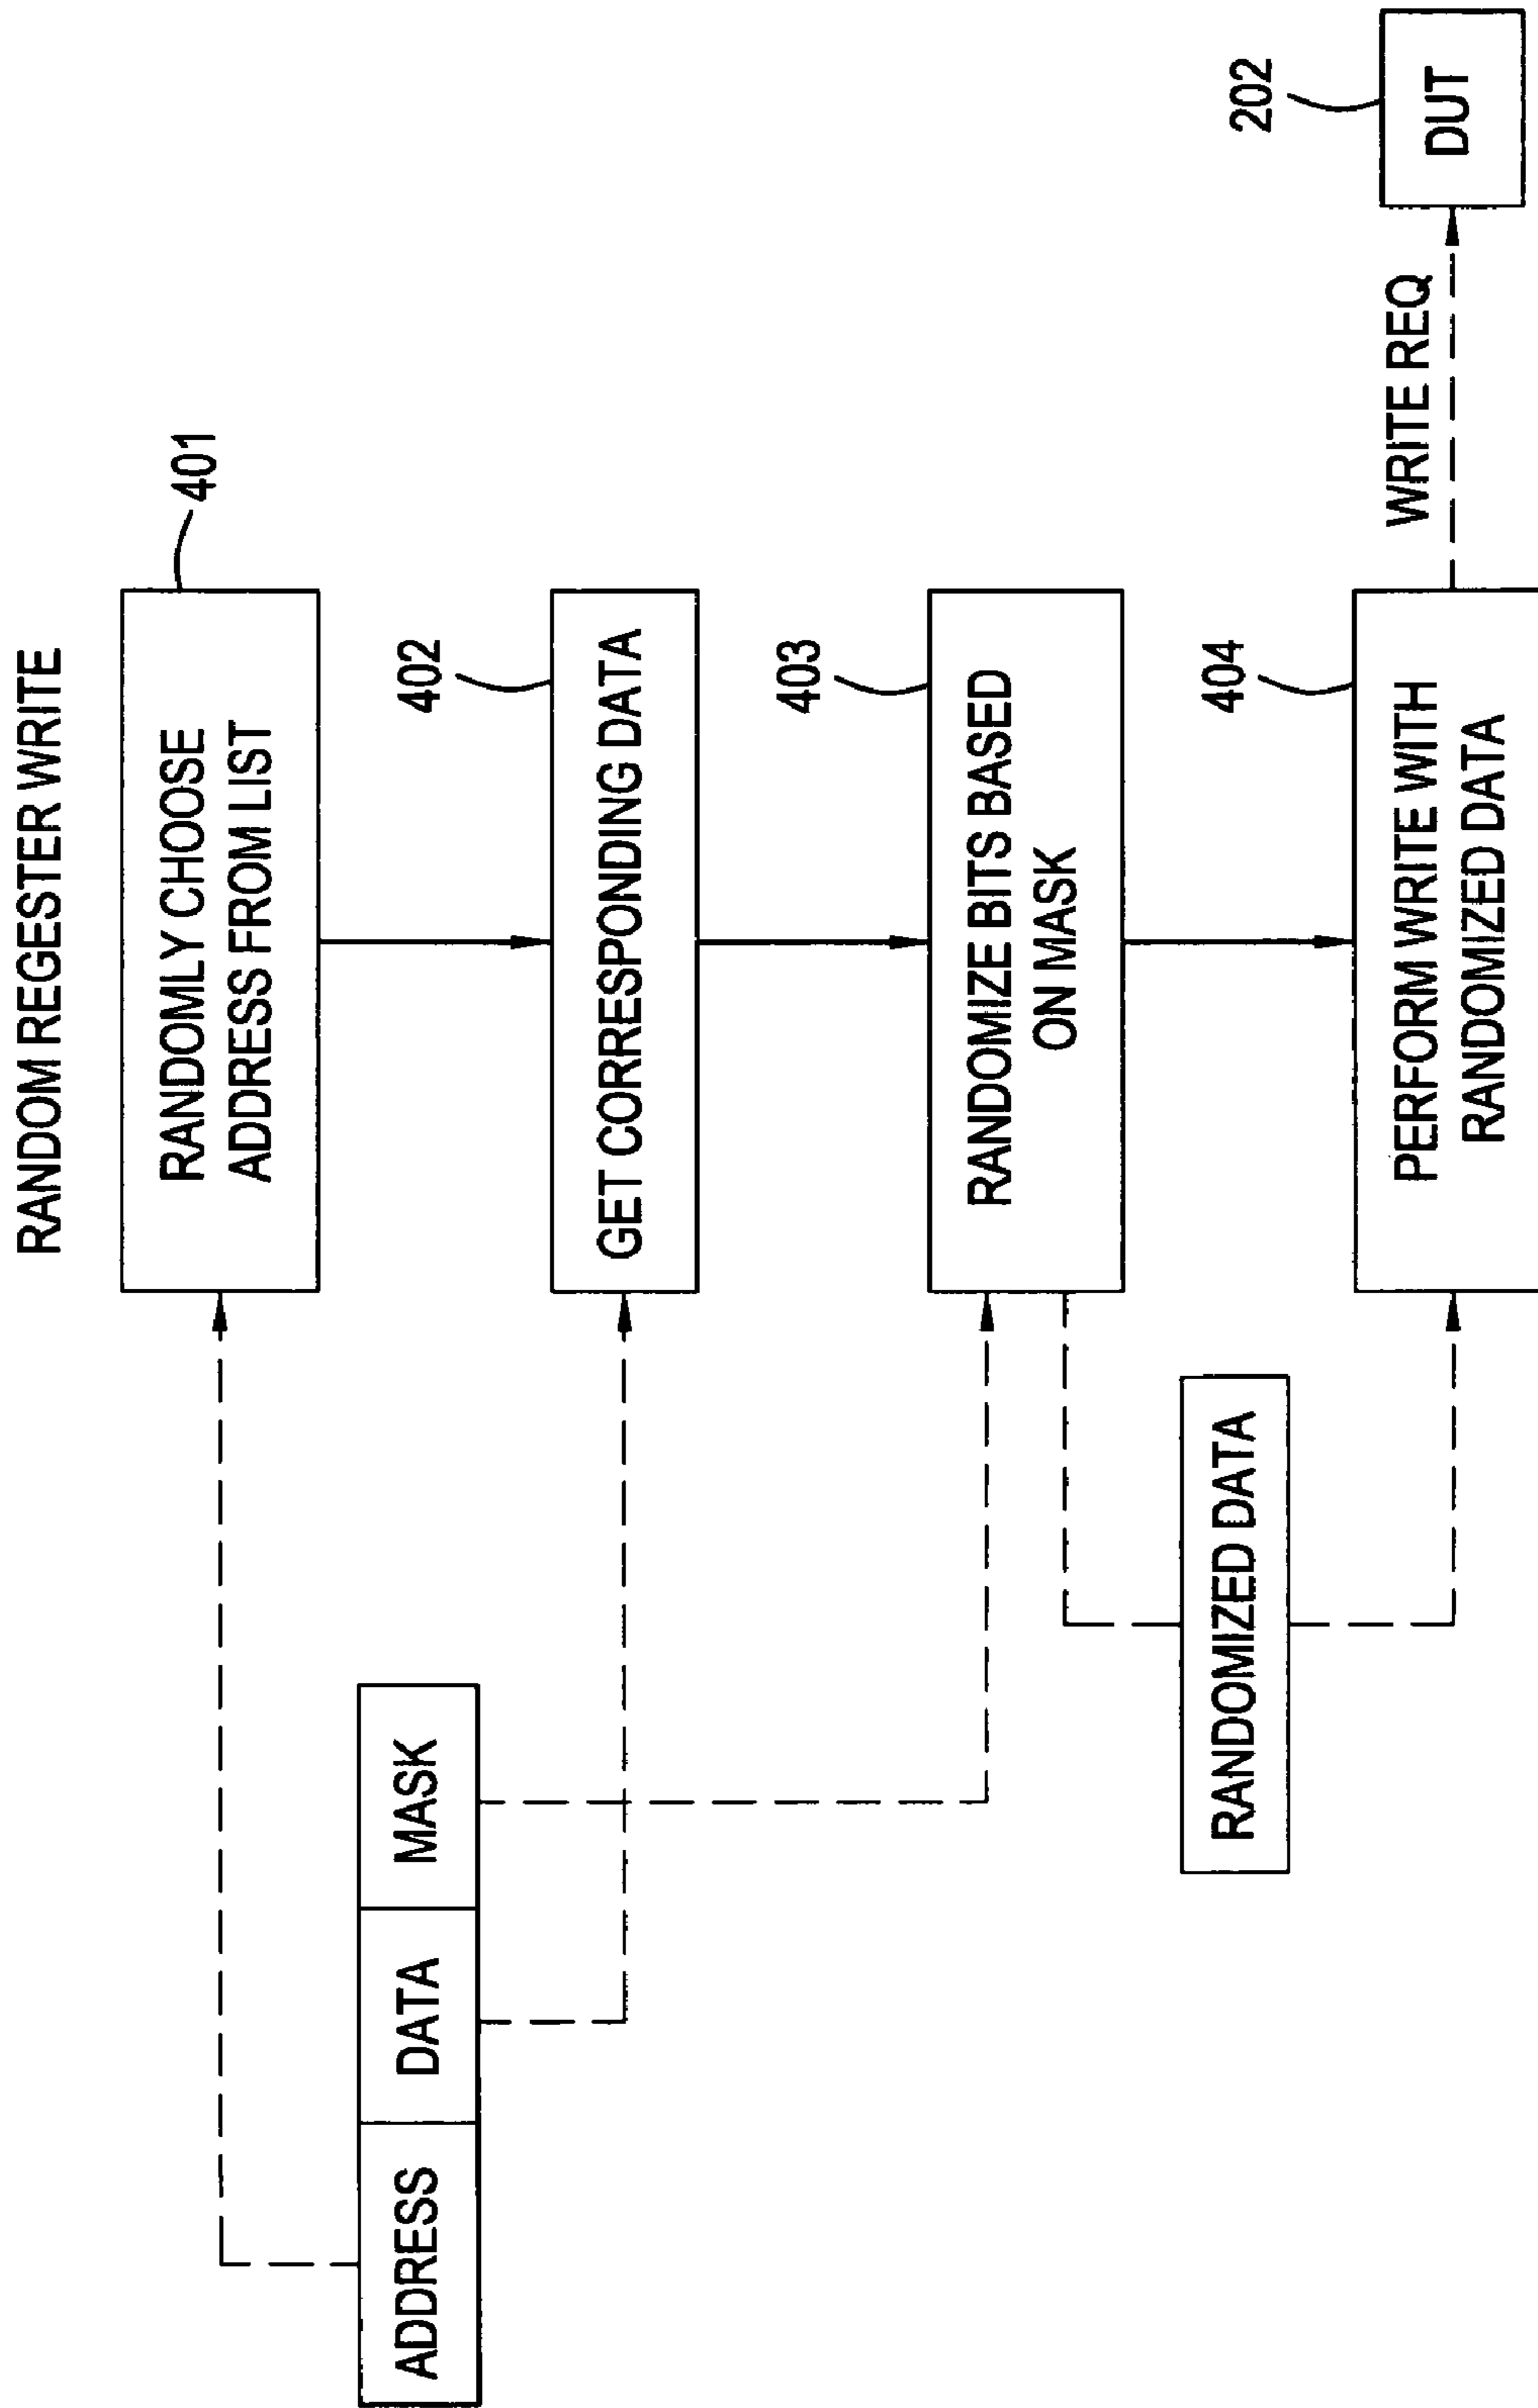 RANDOM REGESTER WRITE
401
RANDOMLY CHOOSE
ADDRESS FROM LIST
ADDRESS
DATA
MASK
402
GET CORRESPONDING DATA
403
RANDOMIZE BITS BASED
ON MASK
RANDOMIZED DATA
404
PERFORM WRITE WITH
RANDOMIZED DATA
WRITE REQ
202
DUT